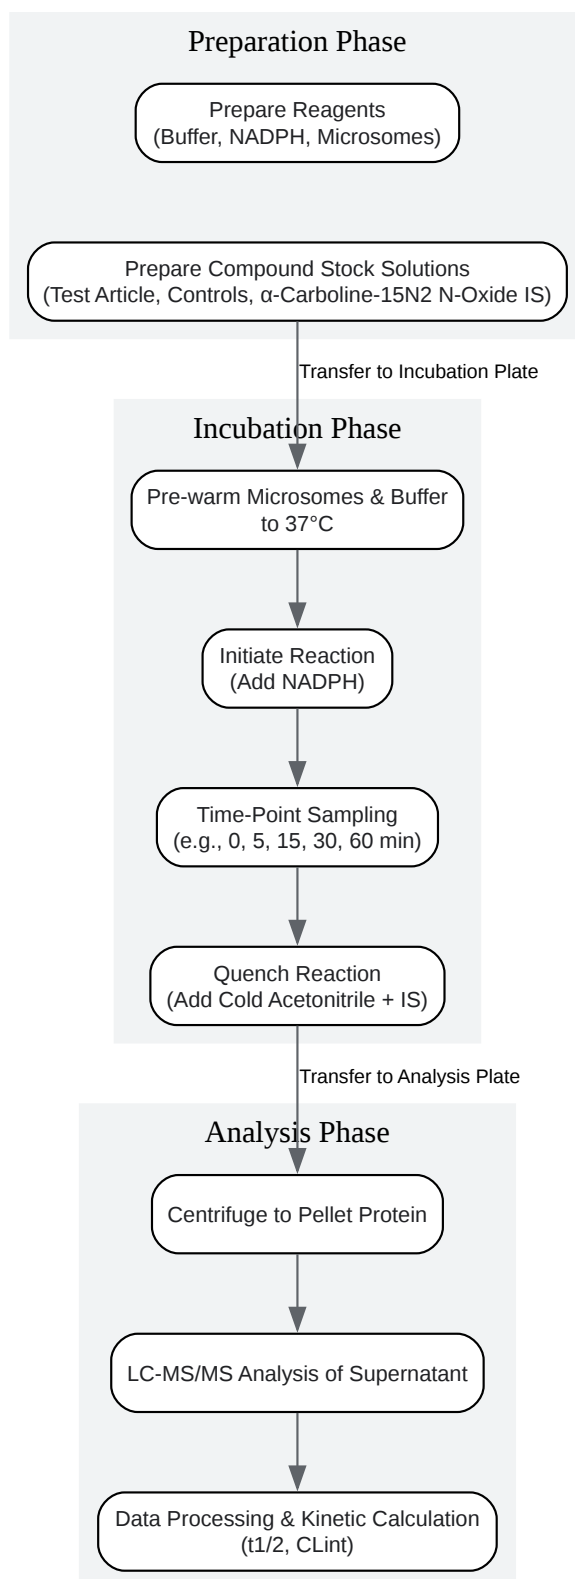 Preparation Phase
Prepare Reagents
(Buffer, NADPH, Microsomes)
Prepare Compound Stock Solutions
(Test Article, Controls, α-Carboline-15N2 N-Oxide IS)
Transfer to Incubation Plate
Incubation Phase
Pre-warm Microsomes & Buffer
to 37°C
Initiate Reaction
(Add NADPH)
Time-Point Sampling
(e.g., 0, 5, 15, 30, 60 min)
Quench Reaction
(Add Cold Acetonitrile + IS)
Transfer to Analysis Plate
Analysis Phase
Centrifuge to Pellet Protein
LC-MS/MS Analysis of Supernatant
Data Processing & Kinetic Calculation
(t1/2, CLint)